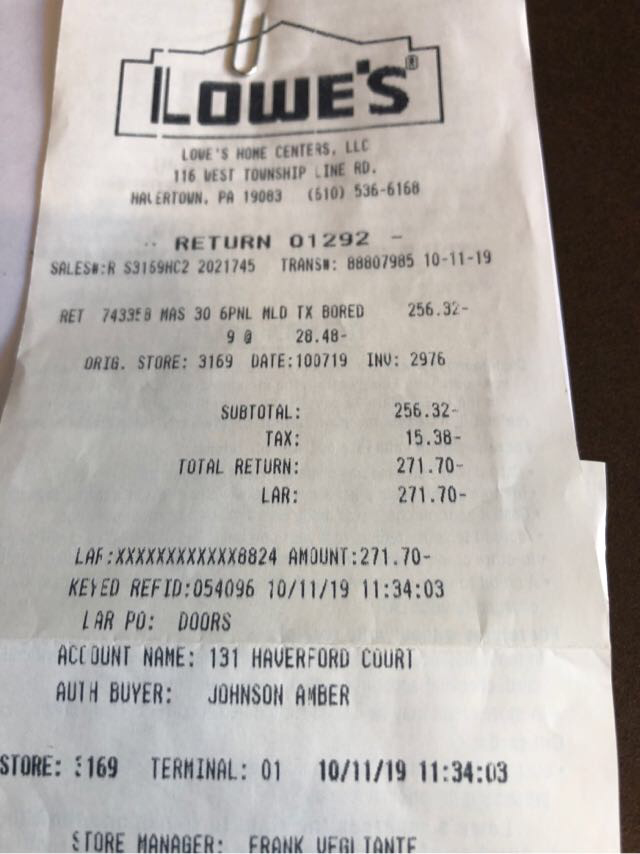 LOWE'S®
LOWE'S HOME CENTERS, LLC
116 WEST TOWNSHIP LINE RD.
HAVERTOWN, PA 19083 (610) 536-6168
-- RETURN 01292 -
SALES#:R S3169HC2 2021745 TRANS#: 88807985 10-11-19
RET 743358 MAS 30 6PNL MLD TX BORED 256.32-
9 @ 28.48-
ORIG. STORE: 3169 DATE:100719 INV: 2976
SUBTOTAL: 256.32-
TAX: 15.38-
TOTAL RETURN: 271.70-
LAR: 271.70-
LAR:XXXXXXXXXXXX8824 AMOUNT:271.70-
KEYED REFID:054096 10/11/19 11:34:03
LAR PO: DOORS
ACCOUNT NAME: 131 HAVERFORD COURT
AUTH BUYER: JOHNSON AMBER
STORE: 3169 TERMINAL: 01 10/11/19 11:34:03
STORE MANAGER: FRANK VEGLIANTE